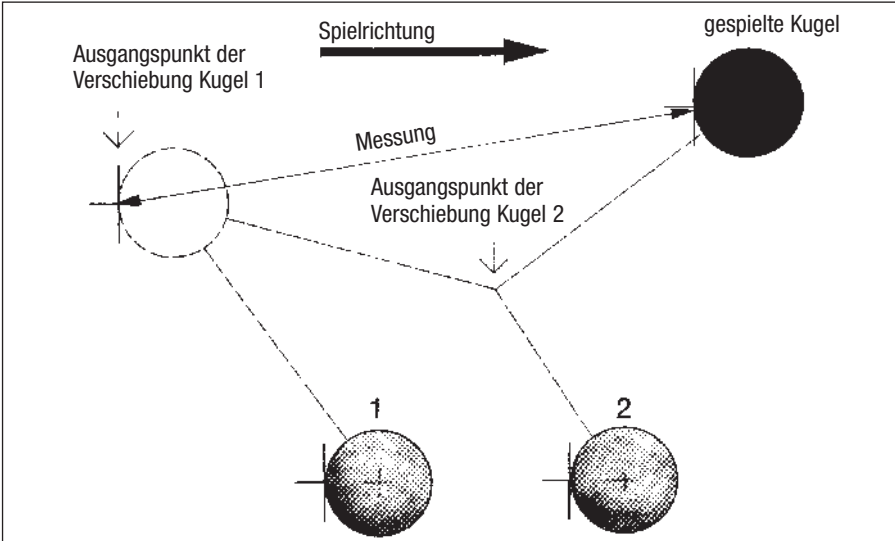 Spielrichtung
gespielte Kugel
Ausgangspunkt der
Verschiebung Kugel 1
Messung
Ausgangspunkt der
Verschiebung Kugel 2
1
2